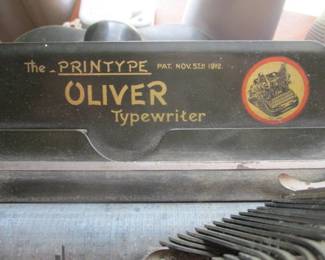 The PRINTYPE PAT. NOV. 5TH 1912.
OLIVER
Typewriter